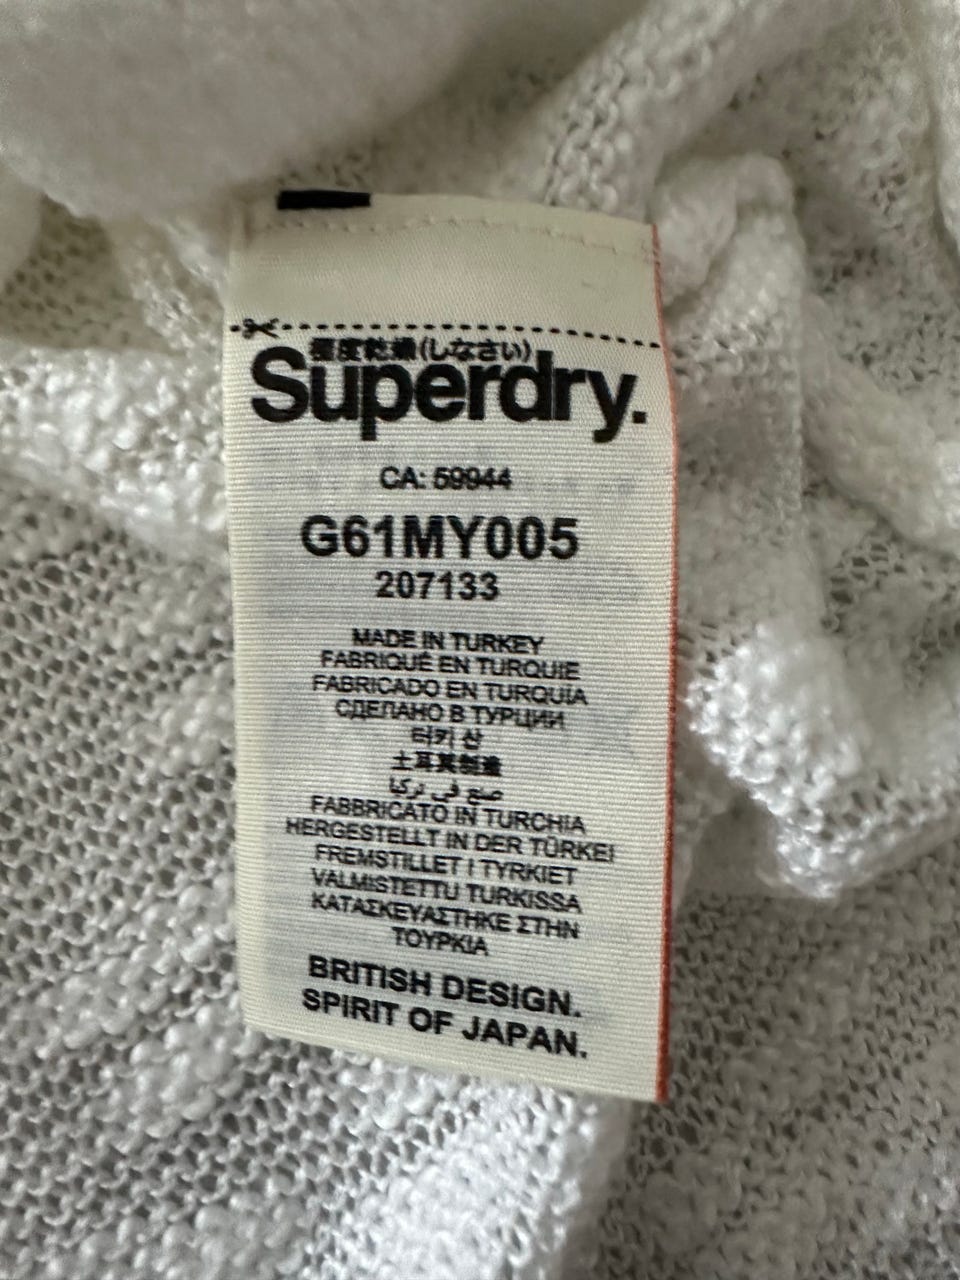 極度乾燥(しなさい)
Superdry.
CA: 59944
G61MY005
207133
MADE IN TURKEY
FABRIQUÉ EN TURQUIE
FABRICADO EN TURQUÍA
СДЕЛАНО В ТУРЦИИ
터키 산
土耳其制造
صنع في تركيا
FABBRICATO IN TURCHIA
HERGESTELLT IN DER TÜRKEI
FREMSTILLET I TYRKIET
VALMISTETTU TURKISSA
ΚΑΤΑΣΚΕΥΑΣΤΗΚΕ ΣΤΗΝ
ΤΟΥΡΚΙΑ
BRITISH DESIGN.
SPIRIT OF JAPAN.